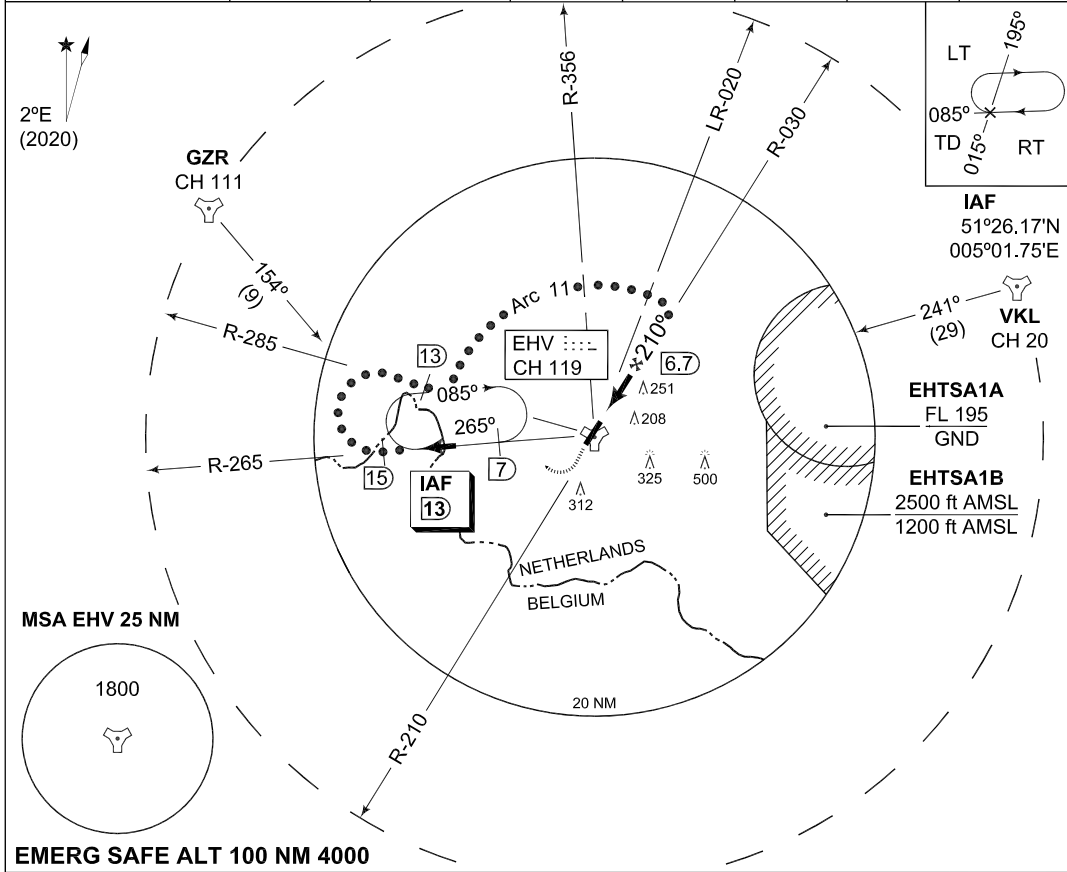 2ºE
(2020)
GZR
CH 111
154º
(9)
R-285
R-265
R-356
LR-020
R-030
LT
195º
085º
TD
015º
RT
IAF
51º26.17'N
005º01.75'E
241º
(29)
VKL
CH 20
Arc 11
EHV
CH 119
210º
6.7
251
208
325
500
312
13
085º
265º
15
7
IAF
13
EHTSA1A
FL 195
GND
EHTSA1B
2500 ft AMSL
1200 ft AMSL
NETHERLANDS
BELGIUM
20 NM
R-210
MSA EHV 25 NM
1800
EMERG SAFE ALT 100 NM 4000